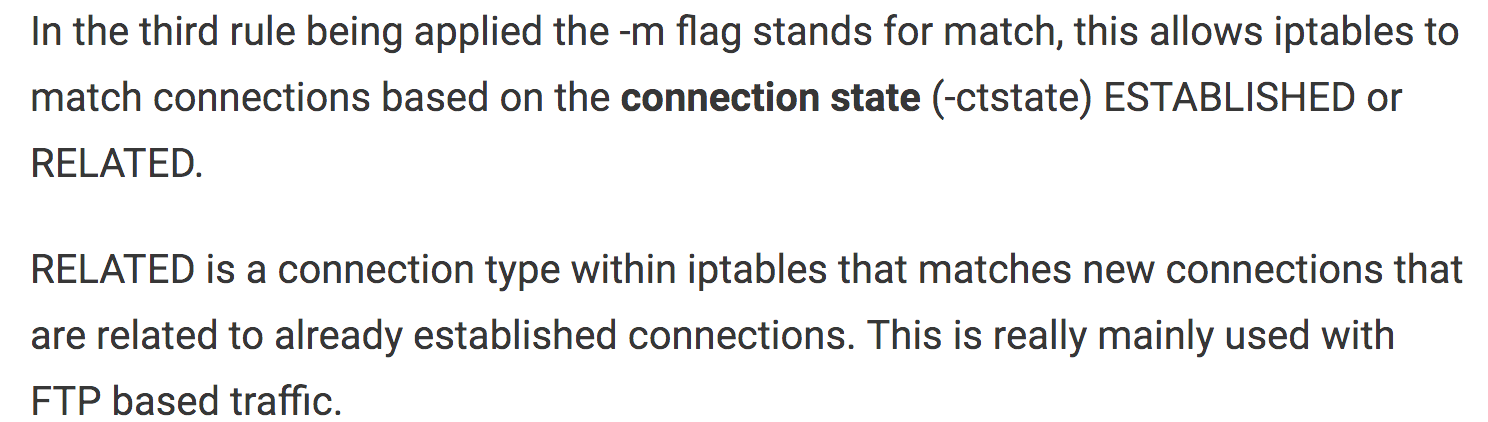 In the third rule being applied the -m flag stands for match, this allows iptables to
match connections based on the connection state (-ctstate) ESTABLISHED or
RELATED.
RELATED is a connection type within iptables that matches new connections that
are related to already established connections. This is really mainly used with
FTP based traffic.